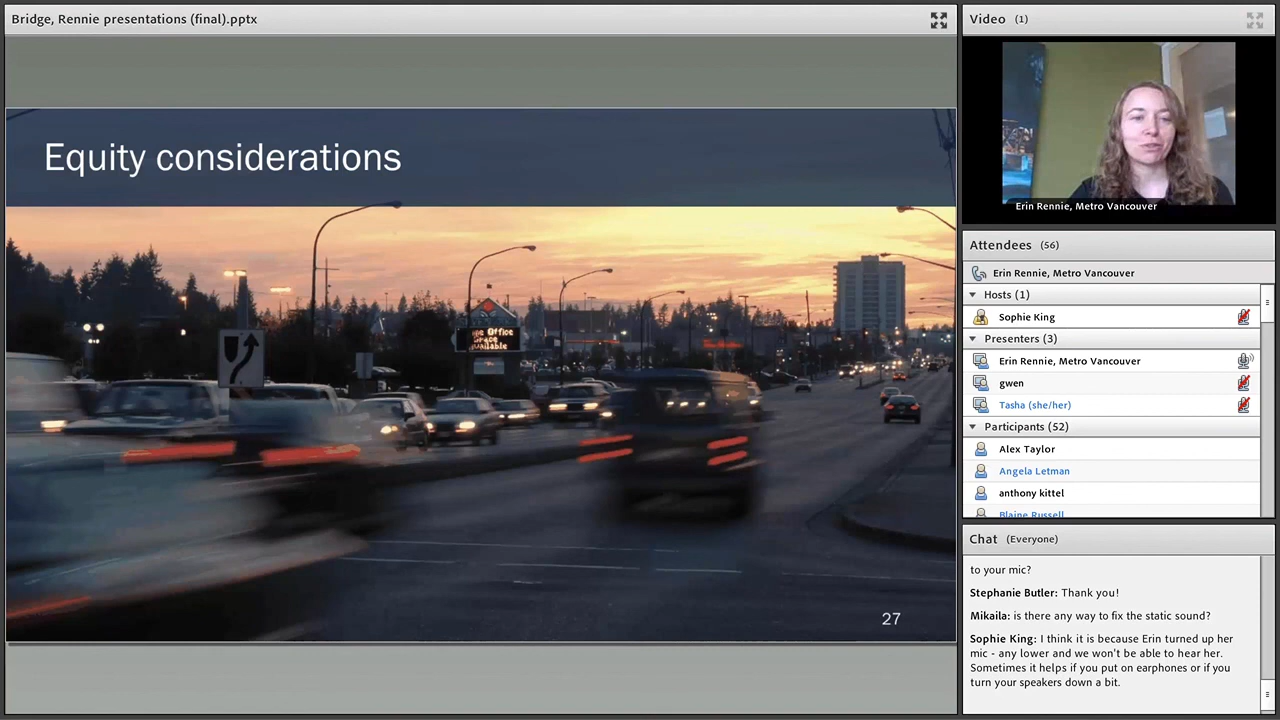 Bridge, Rennie presentations (final).pptx
Equity considerations
Office
27
Video (1)
Erin Rennie, Metro Vancouver
Attendees (56)
Erin Rennie, Metro Vancouver
Hosts (1)
Sophie King
Presenters (3)
Erin Rennie, Metro Vancouver
gwen
Tasha (she/her)
Participants (52)
Alex Taylor
Angela Letman
anthony kittel
Blaine Russell
Chat (Everyone)
to your mic?
Stephanie Butler: Thank you!
Mikaila: is there any way to fix the static sound?
Sophie King: I think it is because Erin turned up her
mic - any lower and we won't be able to hear her.
Sometimes it helps if you put on earphones or if you
turn your speakers down a bit.